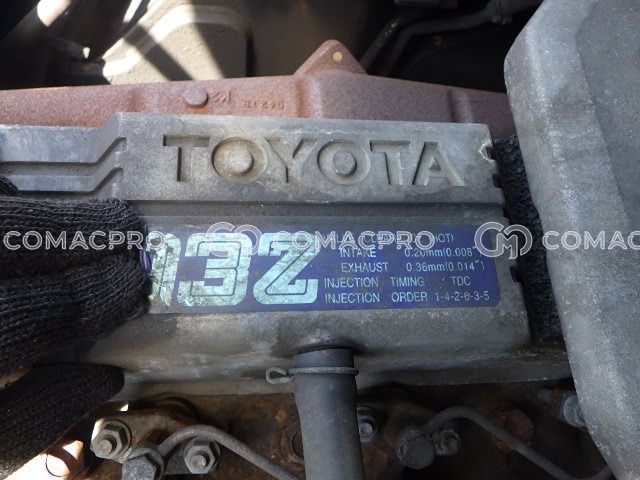 TOYOTA
13Z
INTAKE 0.20mm(0.008")
EXHAUST 0.36mm(0.014")
INJECTION TIMING TDC
INJECTION ORDER 1-4-2-6-3-5
COMACPRO COMACPRO COMACPRO COMACPRO